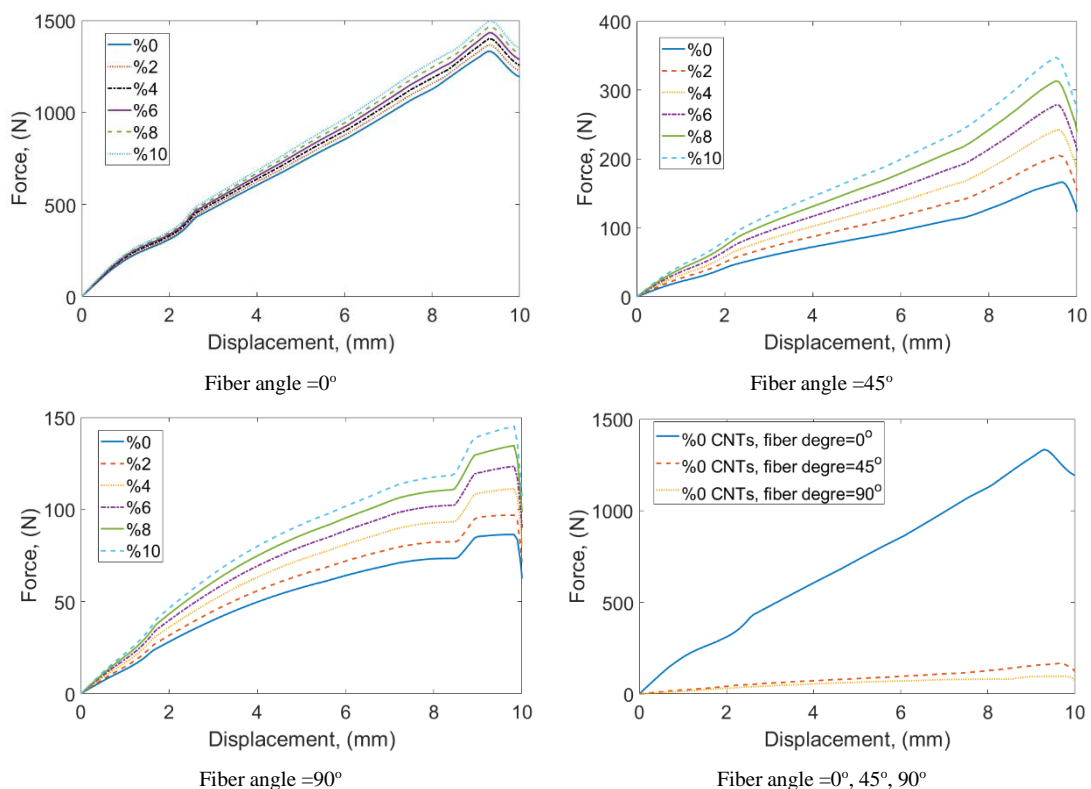 1500
1000
500
0
Force, (N)
%0
%2
%4
%6
%8
%10
0 2 4 6 8 10
Displacement, (mm)
Fiber angle =0°
400
300
200
100
0
Force, (N)
%0
%2
%4
%6
%8
%10
0 2 4 6 8 10
Displacement, (mm)
Fiber angle =45°
150
100
50
0
Force, (N)
%0
%2
%4
%6
%8
%10
0 2 4 6 8 10
Displacement, (mm)
Fiber angle =90°
1500
1000
500
0
Force, (N)
%0 CNTs, fiber degre=0°
%0 CNTs, fiber degre=45°
%0 CNTs, fiber degre=90°
0 2 4 6 8 10
Displacement, (mm)
Fiber angle =0°, 45°, 90°